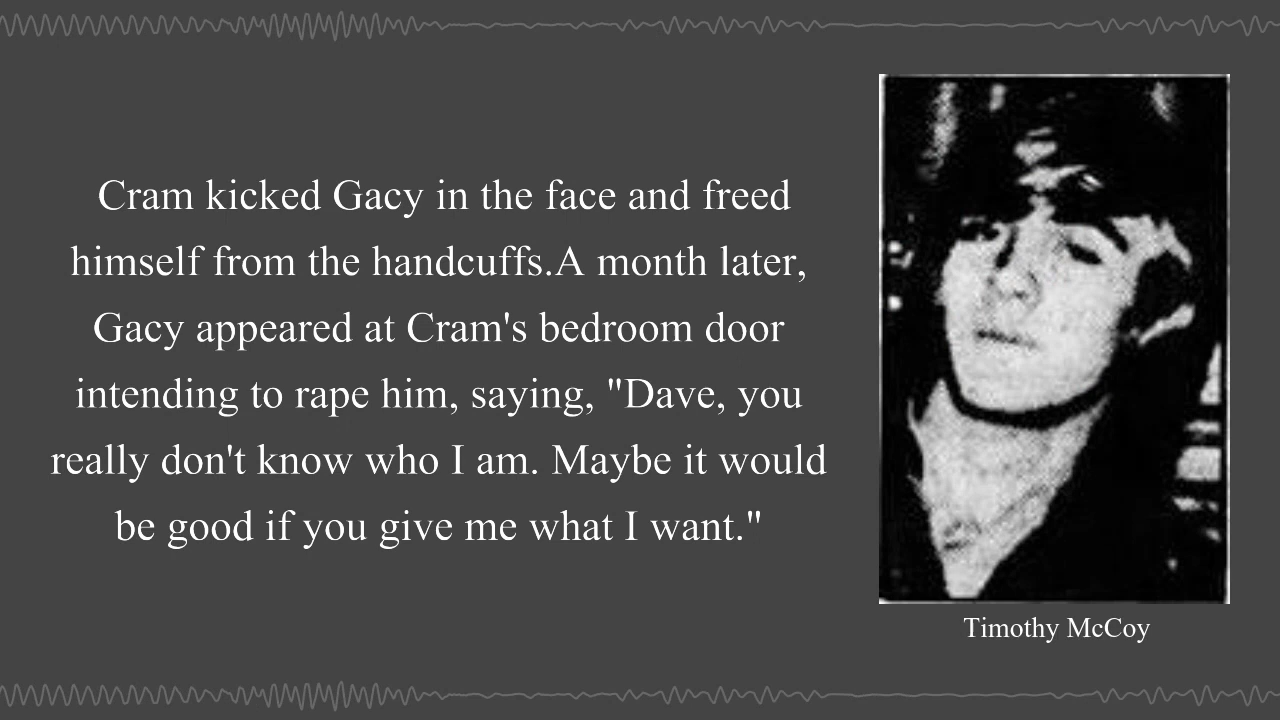 Cram kicked Gacy in the face and freed
himself from the handcuffs.A month later,
Gacy appeared at Cram's bedroom door
intending to rape him, saying, "Dave, you
really don't know who I am. Maybe it would
be good if you give me what I want."
Timothy McCoy